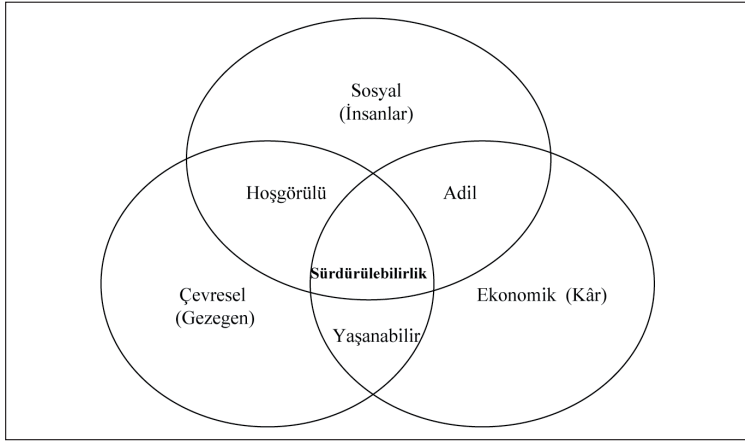 Sosyal
(İnsanlar)
Hoşgörülü
Adil
Sürdürülebilirlik
Çevresel
(Gezegen)
Ekonomik (Kâr)
Yaşanabilir